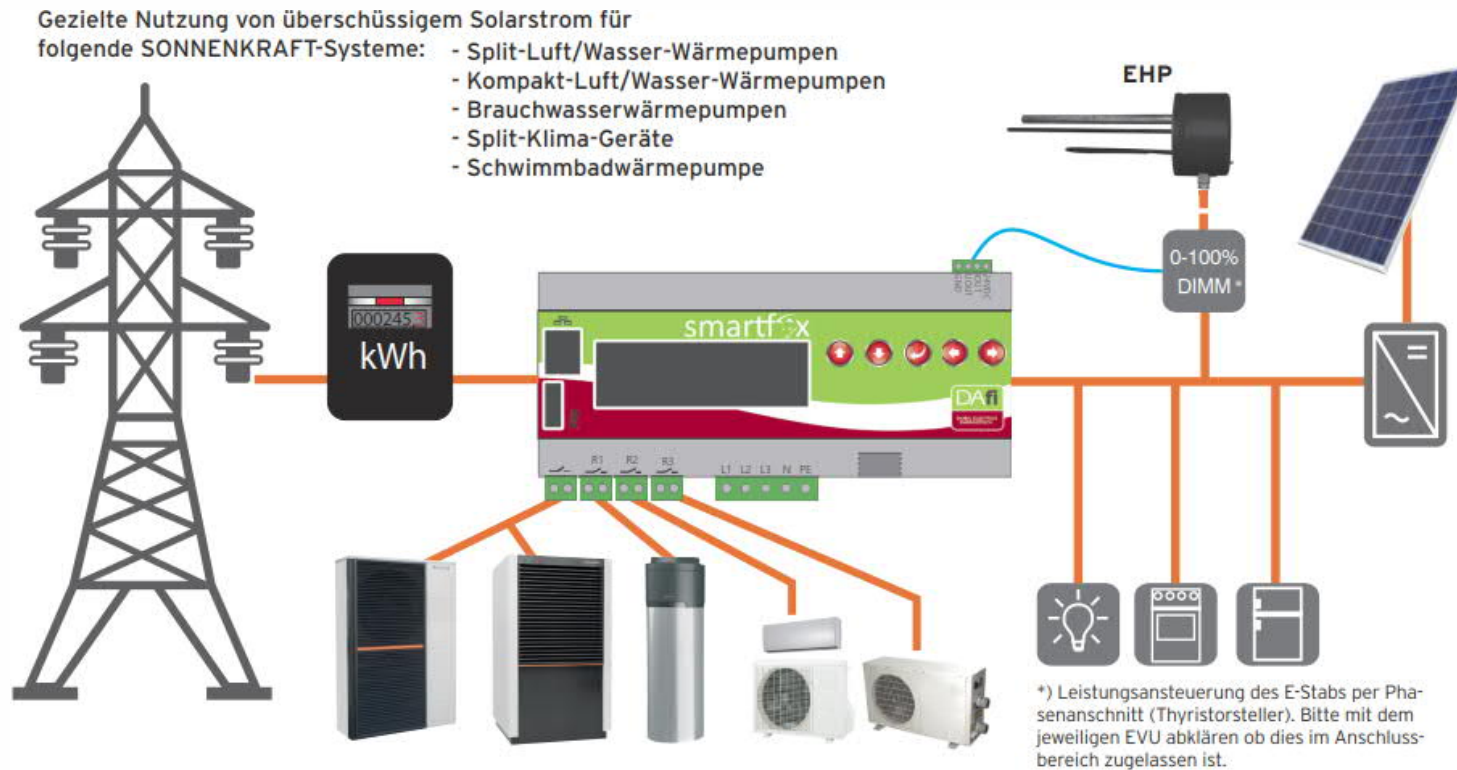 Gezielte Nutzung von überschüssigem Solarstrom für
folgende SONNENKRAFT-Systeme:
- Split-Luft/Wasser-Wärmepumpen
- Kompakt-Luft/Wasser-Wärmepumpen
- Brauchwasserwärmepumpen
- Split-Klima-Geräte
- Schwimmbadwärmepumpe
EHP
0-100%
DIMM *
000245
kWh
smartfox
DAfi
R1 R2 R3
L1 L2 L3 N PE
*) Leistungsansteuerung des E-Stabs per Pha-
senanschnitt (Thyristorsteller). Bitte mit dem
jeweiligen EVU abklären ob dies im Anschluss-
bereich zugelassen ist.